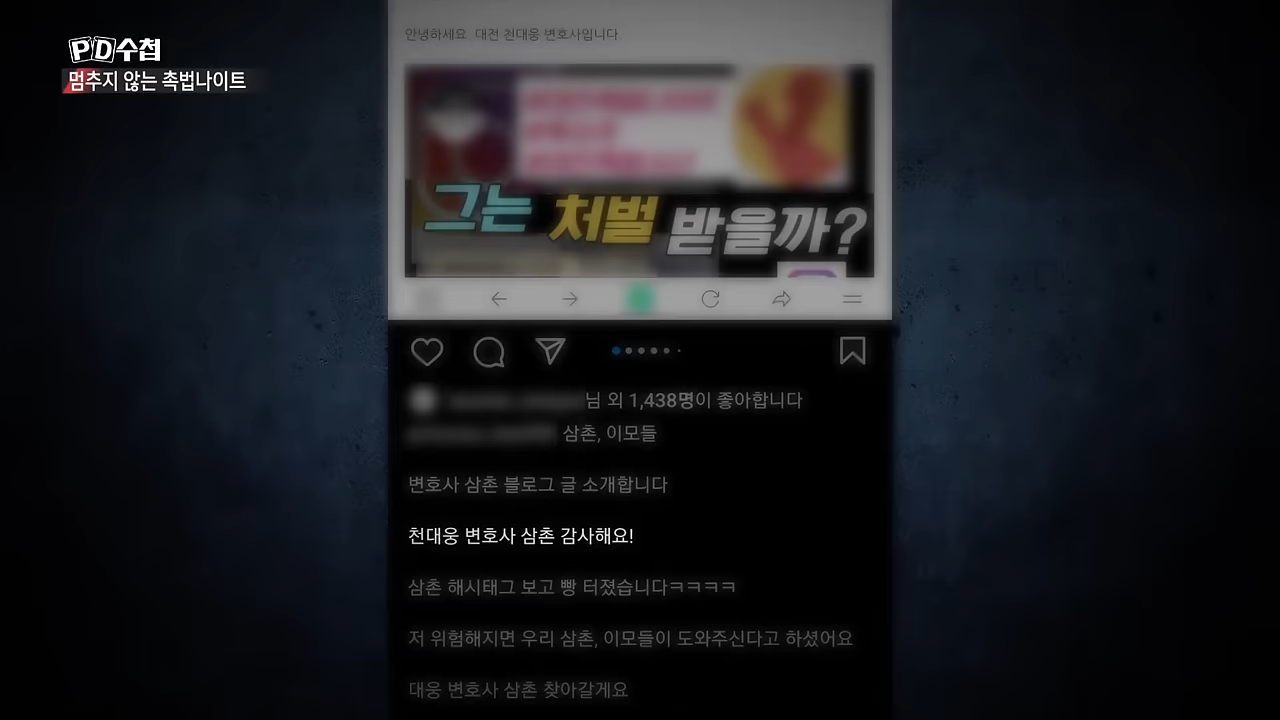 PD수첩
멈추지 않는 촉법나이트
안녕하세요. 대전 천대웅 변호사입니다
그는 처벌 받을까?
님 외 1,438명이 좋아합니다
삼촌, 이모들
변호사 삼촌 블로그 글 소개합니다
천대웅 변호사 삼촌 감사해요!
삼촌 해시태그 보고 빵 터졌습니다ㅋㅋㅋㅋ
저 위험해지면 우리 삼촌, 이모들이 도와주신다고 하셨어요
대웅 변호사 삼촌 찾아갈게요